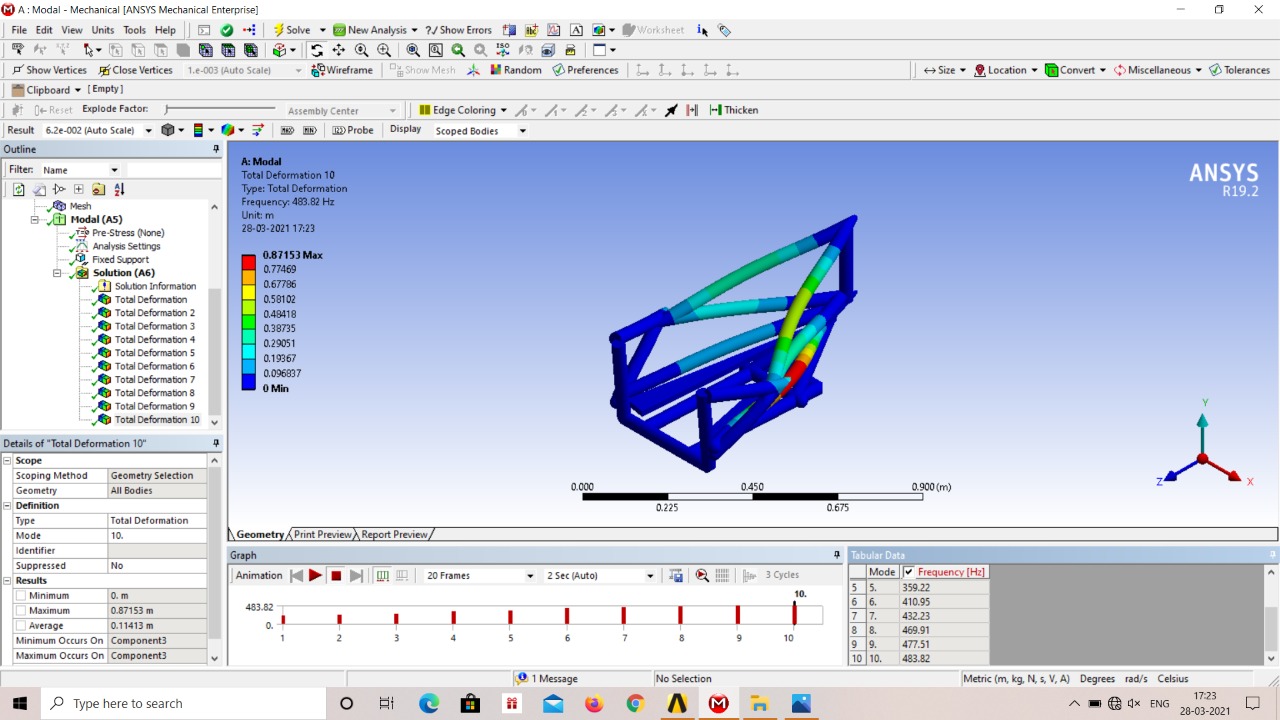 A : Modal - Mechanical [ANSYS Mechanical Enterprise]
File Edit View Units Tools Help Solve New Analysis ?./ Show Errors Worksheet
Show Vertices Close Vertices 1.e-003 (Auto Scale) Wireframe Show Mesh Random Preferences Size Location Convert Miscellaneous Tolerances
Clipboard [ Empty ]
Reset Explode Factor: Assembly Center Edge Coloring Thicken
Result 6.2e-002 (Auto Scale) Probe Display Scoped Bodies
Outline
Filter: Name
Mesh
Modal (A5)
Pre-Stress (None)
Analysis Settings
Fixed Support
Solution (A6)
Solution Information
Total Deformation
Total Deformation 2
Total Deformation 3
Total Deformation 4
Total Deformation 5
Total Deformation 6
Total Deformation 7
Total Deformation 8
Total Deformation 9
Total Deformation 10
Details of "Total Deformation 10"
Scope
Scoping Method Geometry Selection
Geometry All Bodies
Definition
Type Total Deformation
Mode 10.
Identifier
Suppressed No
Results
Minimum 0. m
Maximum 0.87153 m
Average 0.11413 m
Minimum Occurs On Component3
Maximum Occurs On Component3
A: Modal
Total Deformation 10
Type: Total Deformation
Frequency: 483.82 Hz
Unit: m
28-03-2021 17:23
0.87153 Max
0.77469
0.67786
0.58102
0.48418
0.38735
0.29051
0.19367
0.096837
0 Min
ANSYS
R19.2
Y
Z
X
0.000 0.450 0.900 (m)
0.225 0.675
Geometry Print Preview Report Preview
Graph
Animation 20 Frames 2 Sec (Auto) 3 Cycles
10.
483.82
0.
1 2 3 4 5 6 7 8 9 10
Tabular Data
Mode Frequency [Hz]
5 5. 359.22
6 6. 410.95
7 7. 432.23
8 8. 469.91
9 9. 477.51
10 10. 483.82
1 Message No Selection Metric (m, kg, N, s, V, A) Degrees rad/s Celsius
Type here to search
ENG
17:23
28-03-2021